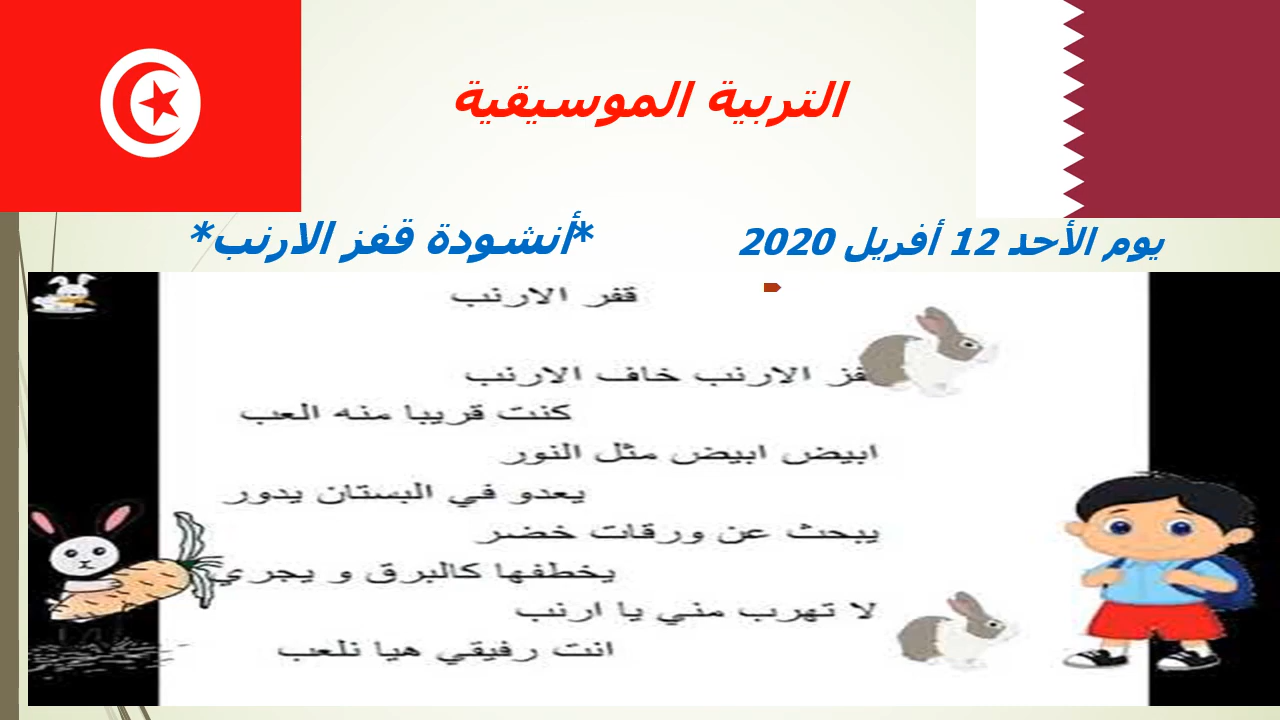 التربية الموسيقية
يوم الأحد 12 أفريل 2020
*أنشودة قفز الارنب*
قفر الارنب
فز الارنب خاف الارنب
كنت قريبا منه العب
ابيض ابيض مثل النور
يعدو في البستان يدور
يبحث عن ورقات خضر
يخطفها كالبرق و يجري
لا تهرب مني يا ارنب
انت رفيقي هيا نلعب